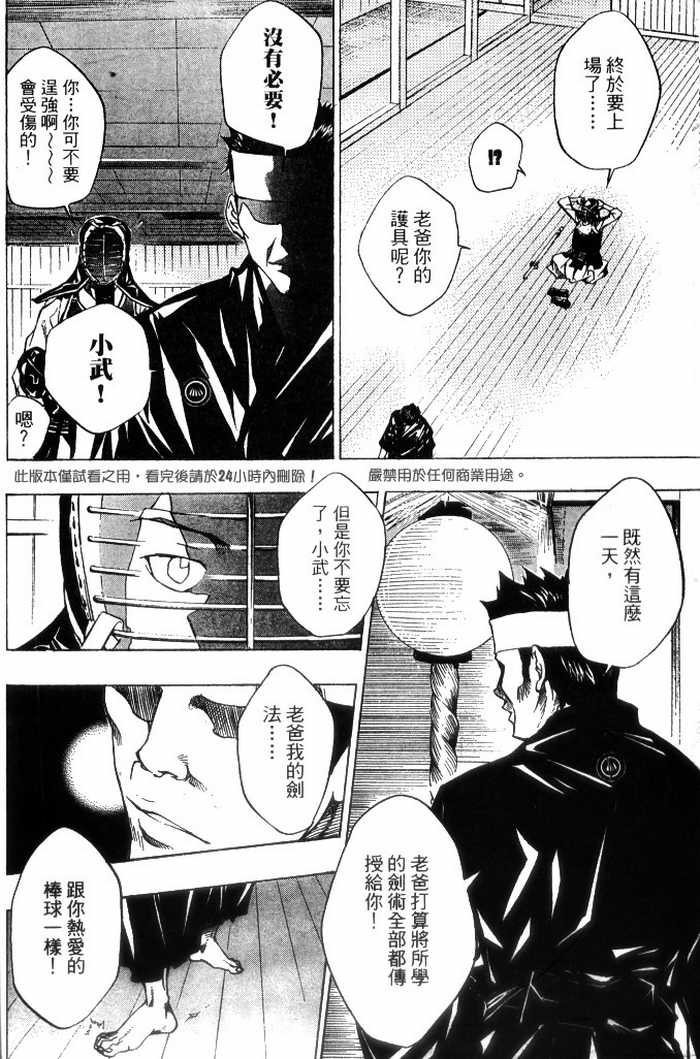 終於要上
場了……
!?
老爸你的
護具呢?
沒有必要!
你…你可不要
逞強啊～～～
會受傷的!
小武!
嗯?
此版本僅試看之用,看完後請於24小時內刪除!
嚴禁用於任何商業用途。
既然有這麼
一天,
老爸打算將所學
的劍術全部都傳
授給你!
但是你不要忘
了,小武……
老爸我的劍
法……
跟你熱愛的
棒球一樣!